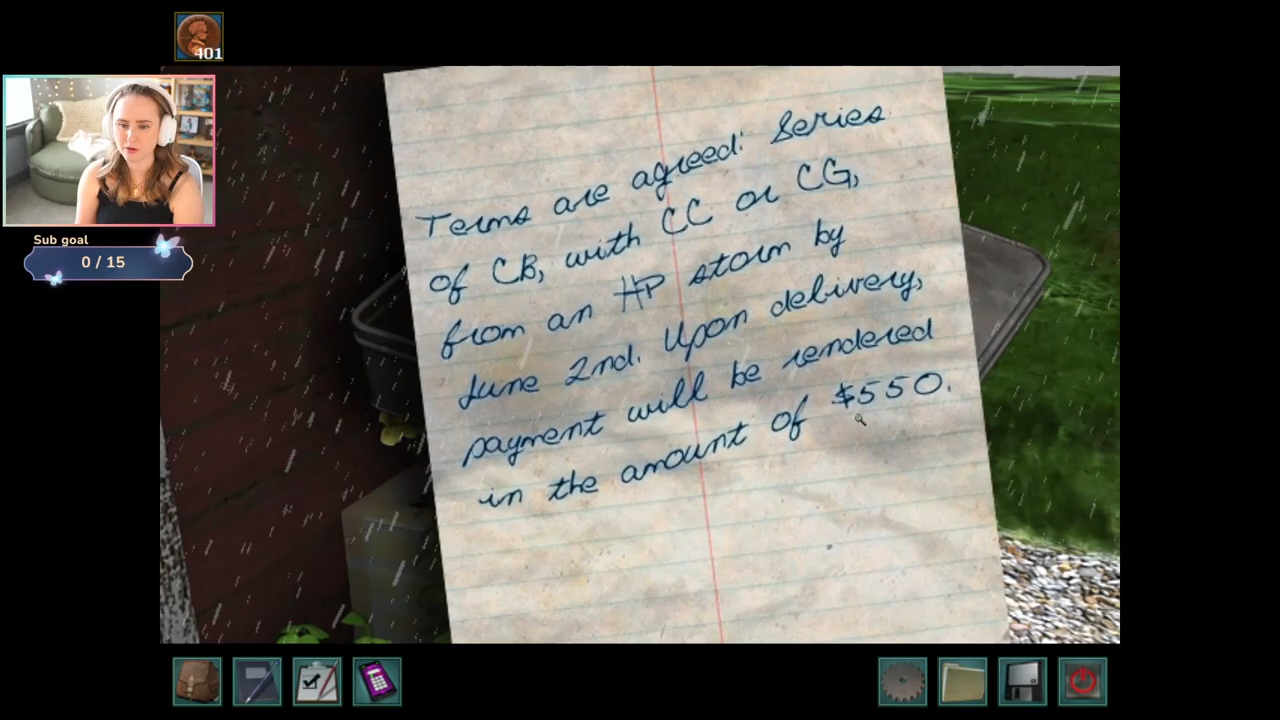 401
Sub goal
0 / 15
Terms are agreed: Series
of CB, with CC or CG,
from an HP storm by
June 2nd. Upon delivery,
payment will be rendered
in the amount of $550.